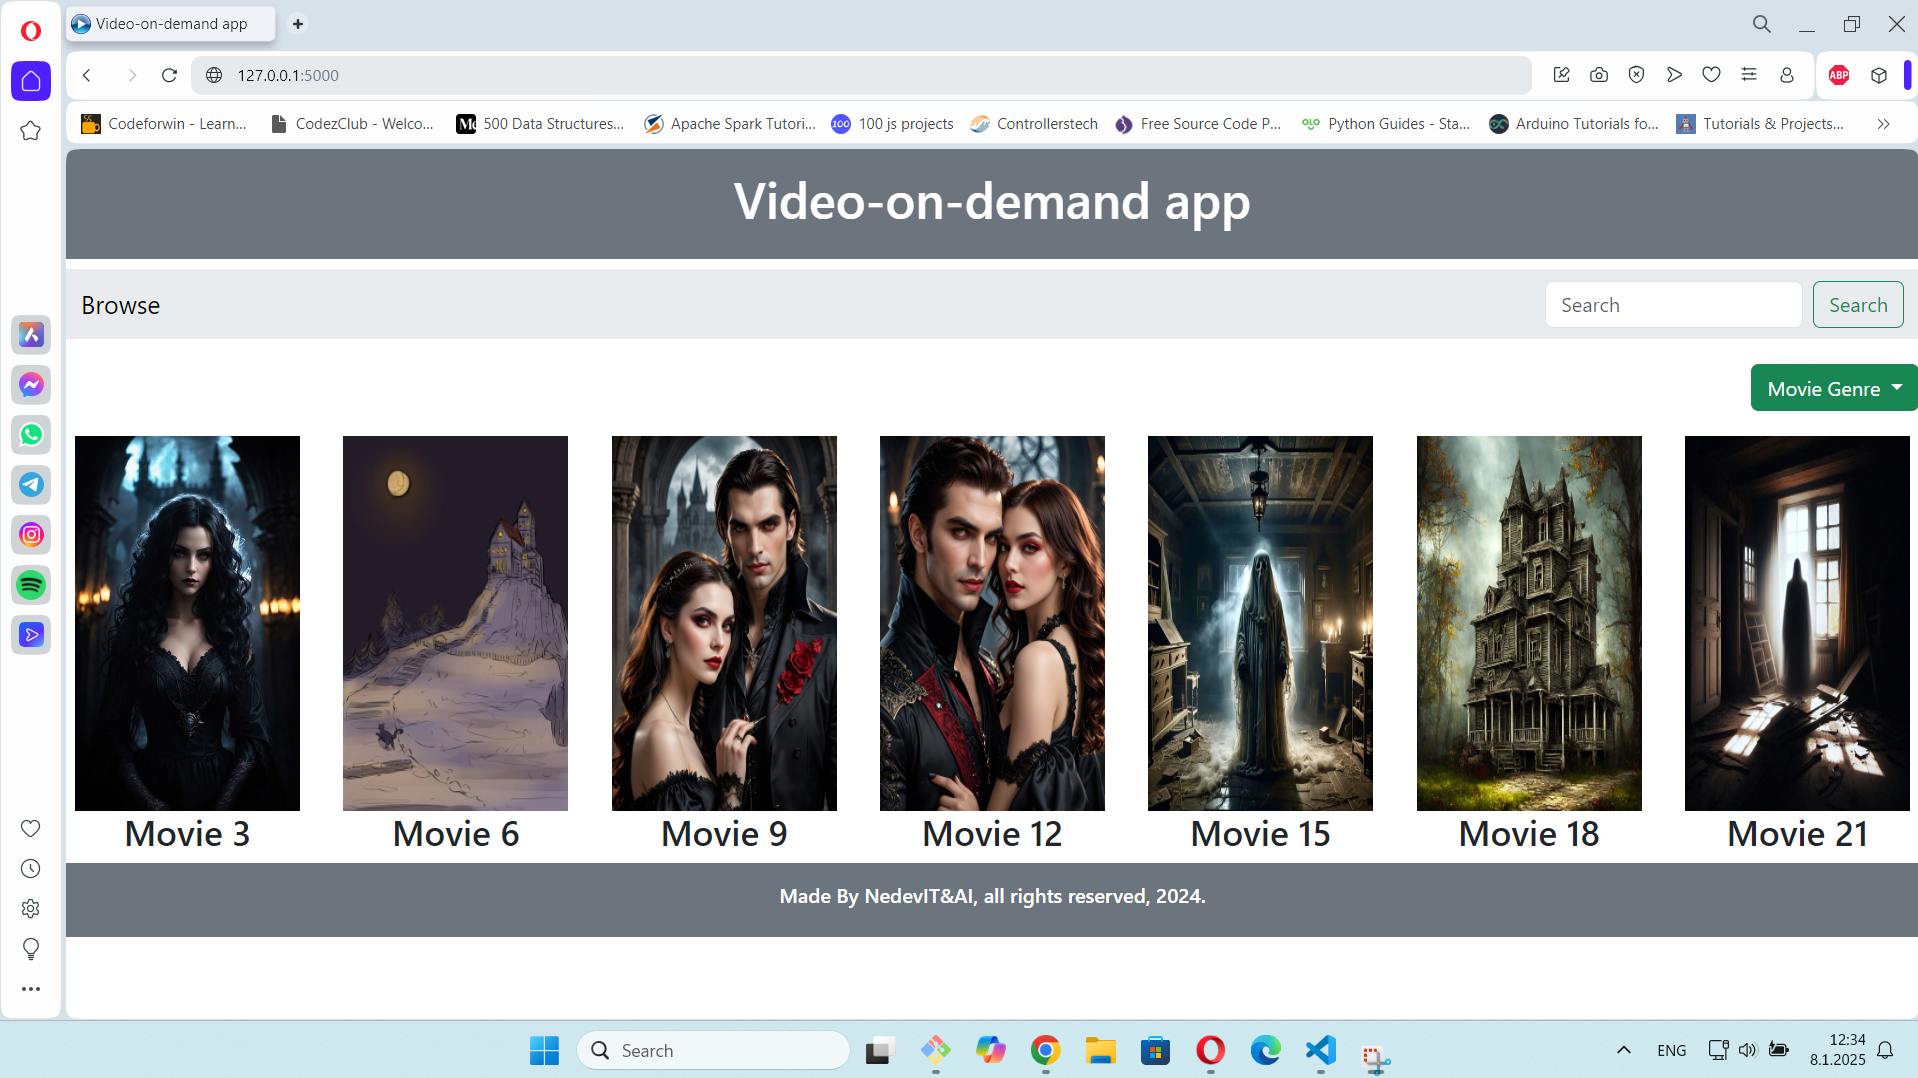 Video-on-demand app
127.0.0.1:5000
ABP
Codeforwin - Learn...
CodezClub - Welco...
500 Data Structures...
Apache Spark Tutori...
100 100 js projects
Controllerstech
Free Source Code P...
Python Guides - Sta...
Arduino Tutorials fo...
Tutorials & Projects...
Video-on-demand app
Browse
Search
Search
Movie Genre
Movie 3
Movie 6
Movie 9
Movie 12
Movie 15
Movie 18
Movie 21
Made By NedevIT&AI, all rights reserved, 2024.
Search
ENG
12:34
8.1.2025